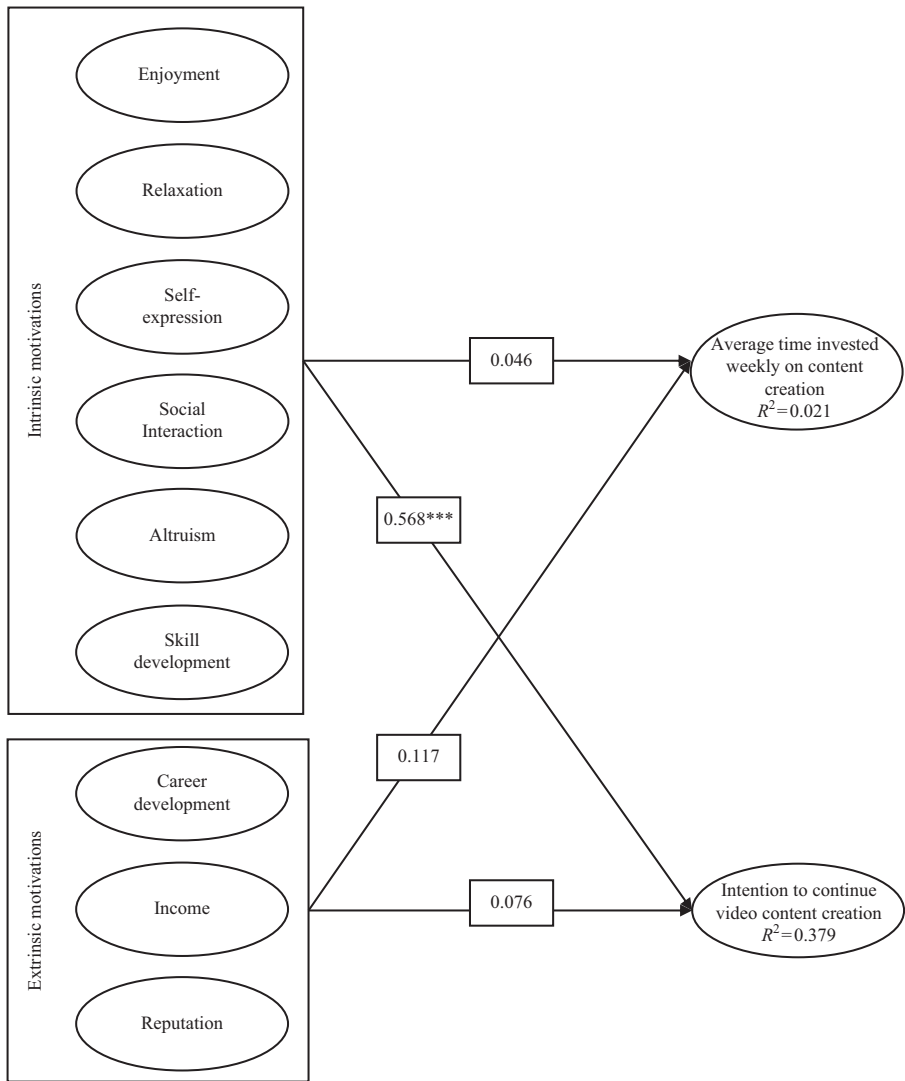 Intrinsic motivations
Enjoyment
Relaxation
Self-
expression
Social
Interaction
Altruism
Skill
development
Extrinsic motivations
Career
development
Income
Reputation
0.046
0.568***
0.117
0.076
Average time invested
weekly on content
creation
R²=0.021
Intention to continue
video content creation
R²=0.379